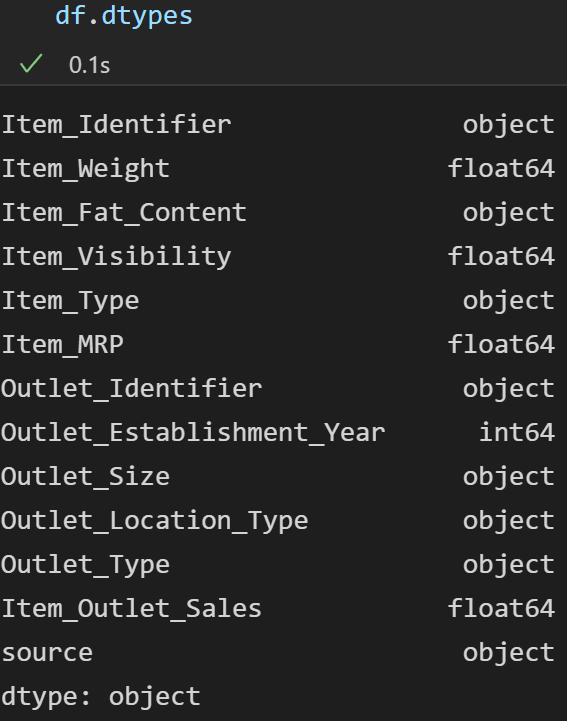 df.dtypes
0.1s
Item_Identifier object
Item_Weight float64
Item_Fat_Content object
Item_Visibility float64
Item_Type object
Item_MRP float64
Outlet_Identifier object
Outlet_Establishment_Year int64
Outlet_Size object
Outlet_Location_Type object
Outlet_Type object
Item_Outlet_Sales float64
source object
dtype: object